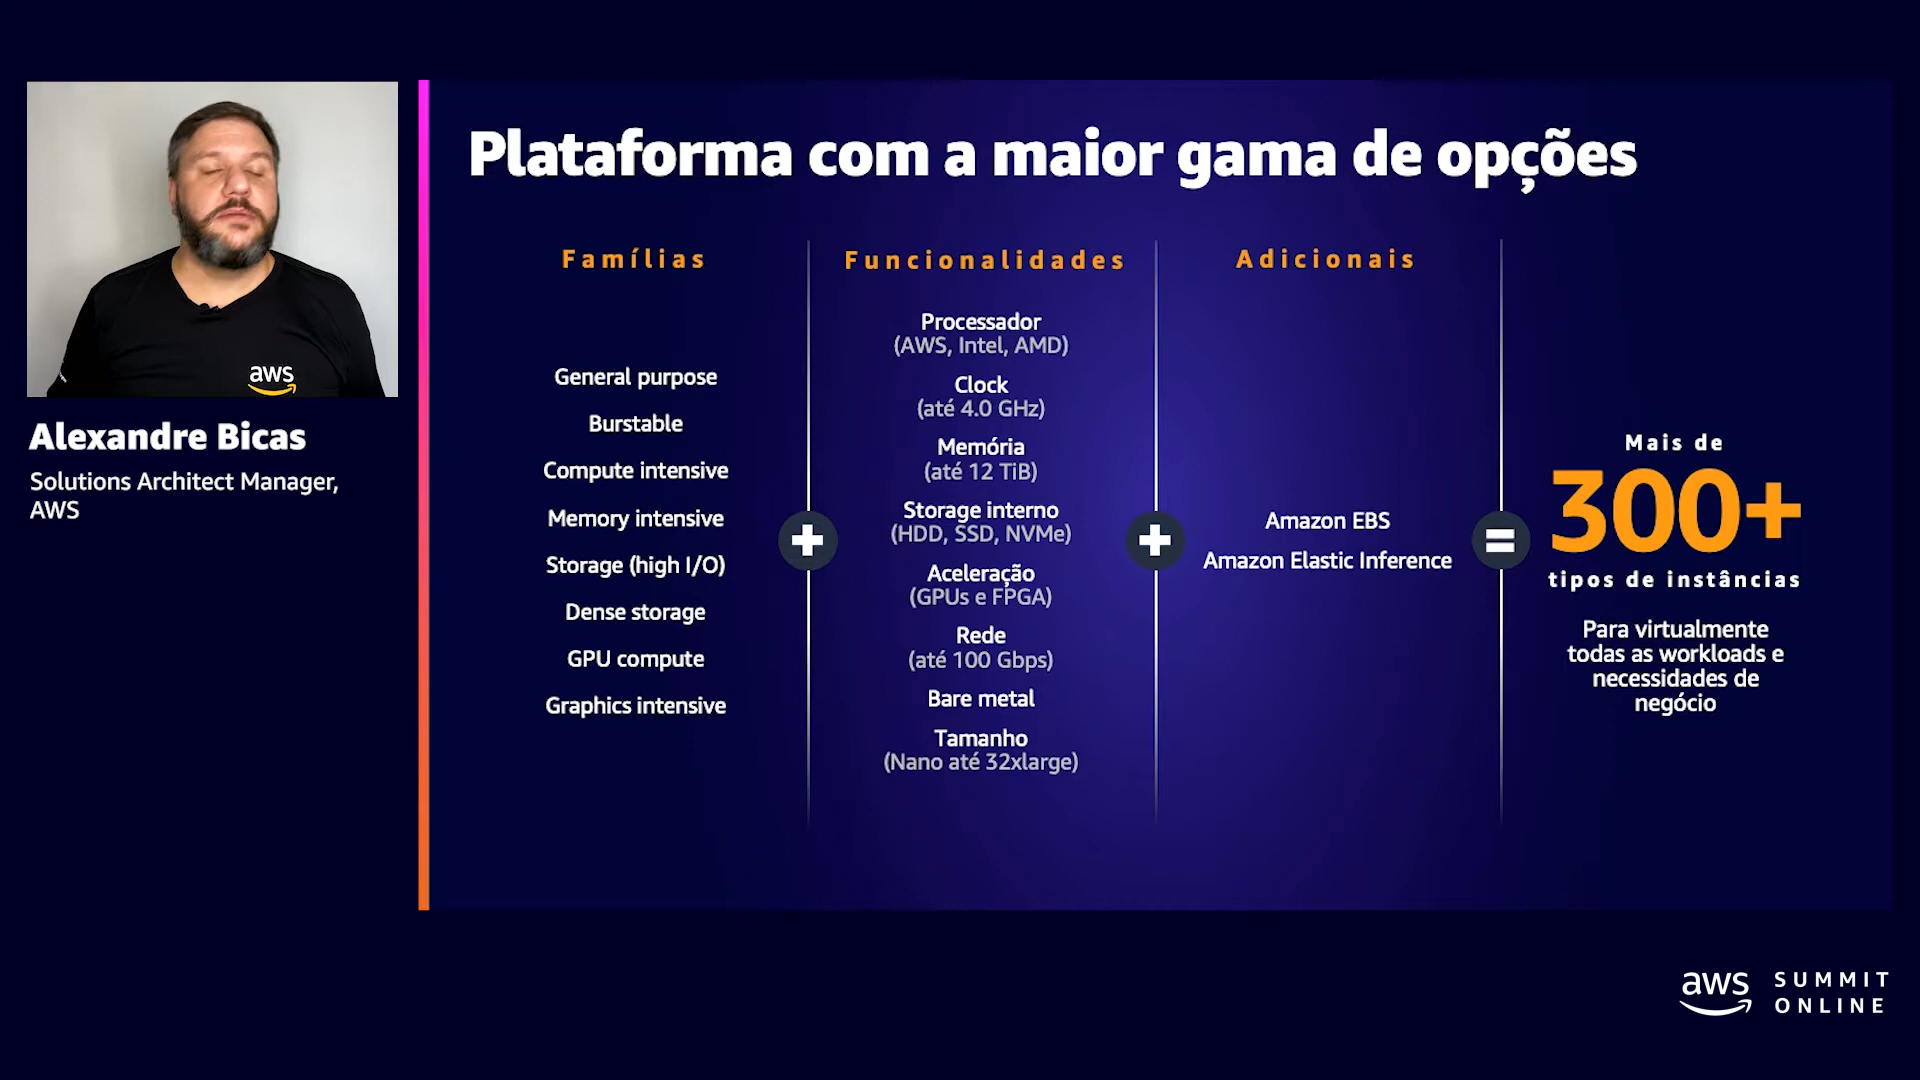 aws
Alexandre Bicas
Solutions Architect Manager,
AWS
Plataforma com a maior gama de opções
Famílias
General purpose
Burstable
Compute intensive
Memory intensive
Storage (high I/O)
Dense storage
GPU compute
Graphics intensive
Funcionalidades
Processador
(AWS, Intel, AMD)
Clock
(até 4.0 GHz)
Memória
(até 12 TiB)
Storage interno
(HDD, SSD, NVMe)
Aceleração
(GPUs e FPGA)
Rede
(até 100 Gbps)
Bare metal
Tamanho
(Nano até 32xlarge)
Adicionais
Amazon EBS
Amazon Elastic Inference
Mais de
300+
tipos de instâncias
Para virtualmente
todas as workloads e
necessidades de
negócio
aws SUMMIT
ONLINE